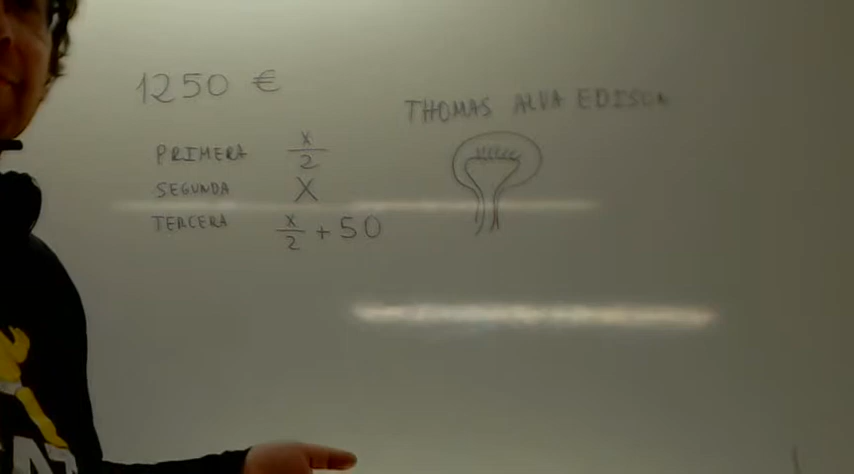 1250 €
PRIMERA x/2
SEGUNDA X
TERCERA x/2 + 50
THOMAS ALVA EDISON